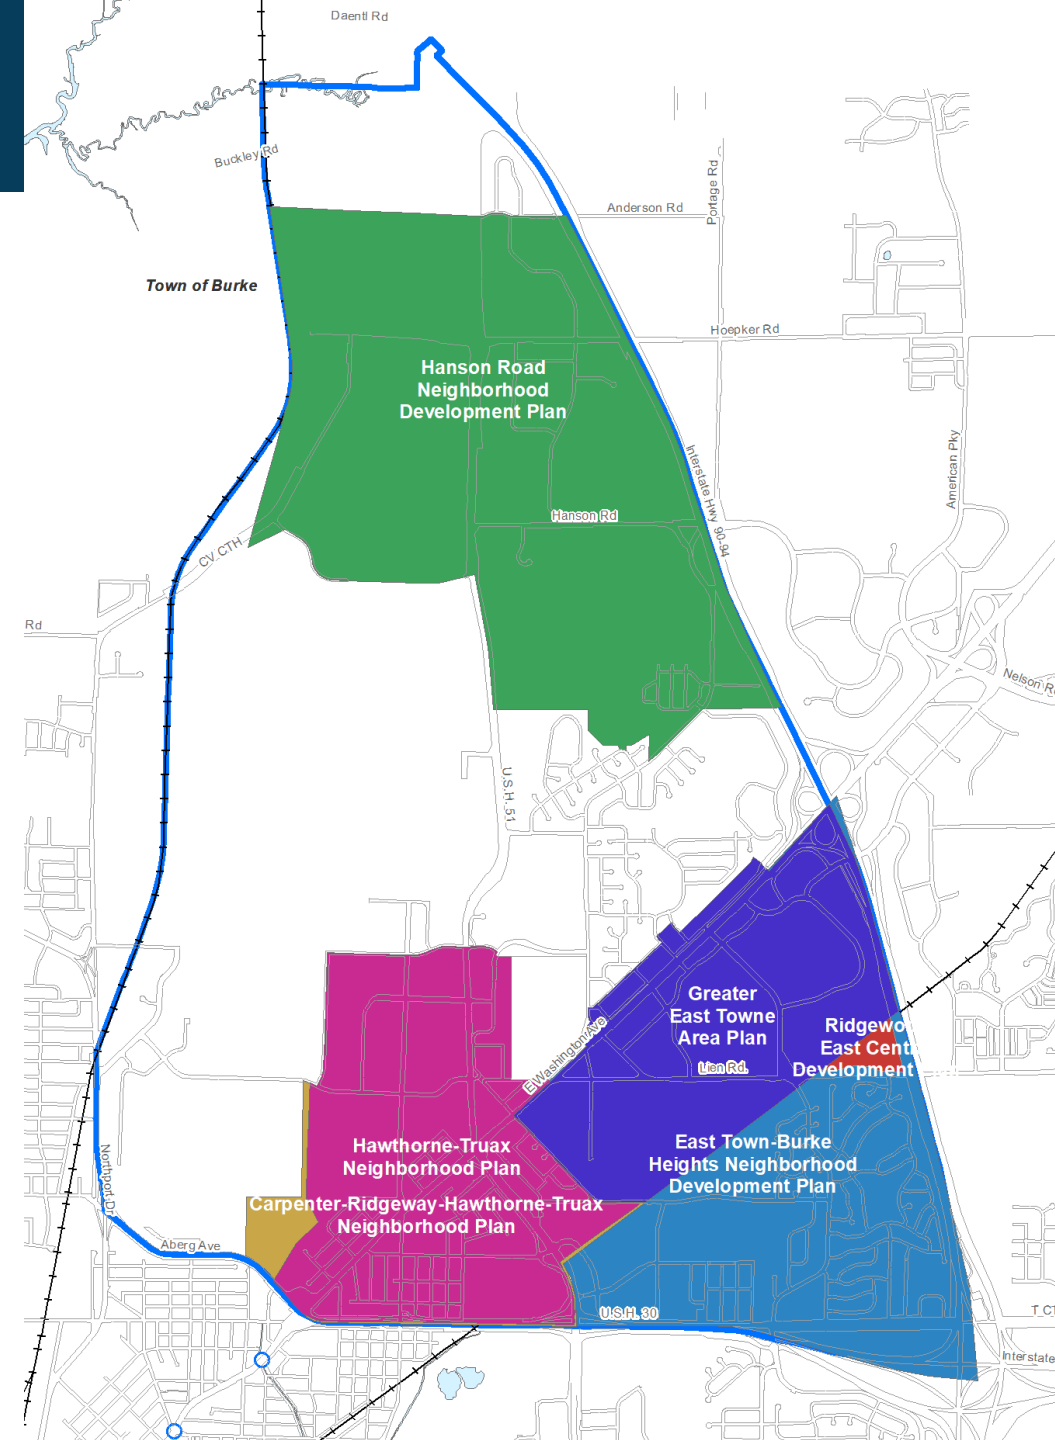 Daentl Rd
Buckley Rd
Portage Rd
Anderson Rd
Town of Burke
Hoepker Rd
Hanson Road
Neighborhood
Development Plan
American Pky
Interstate Hwy 90-94
Hanson Rd
CV CTH
Rd
Nelson R
U.S.H. 51
Greater
East Towne
Area Plan
Ridgewo
East Cent
Development
E Washington Ave
Lien Rd.
Hawthorne-Truax
Neighborhood Plan
East Town-Burke
Heights Neighborhood
Development Plan
Northport Dr
Carpenter-Ridgeway-Hawthorne-Truax
Neighborhood Plan
Aberg Ave
U.S.H. 30
T CT
Interstate